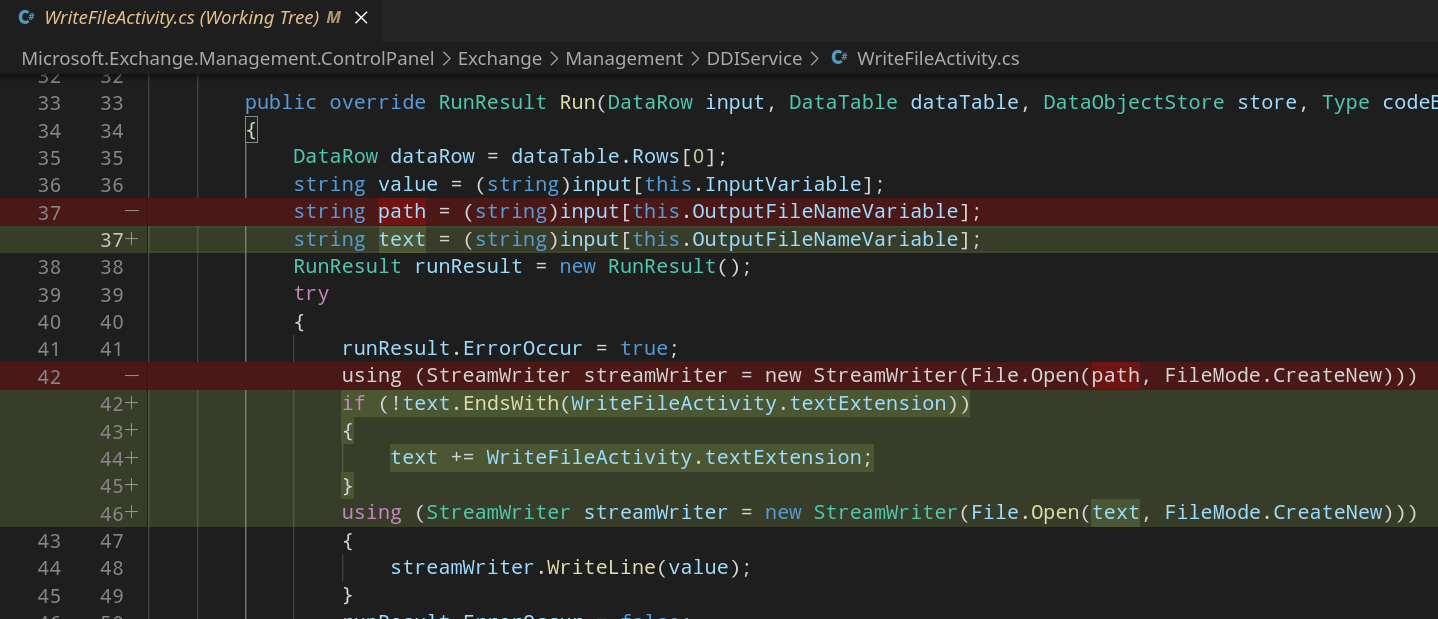 C# WriteFileActivity.cs (Working Tree) M ×
Microsoft.Exchange.Management.ControlPanel > Exchange > Management > DDIService > C# WriteFileActivity.cs
32 32
33 33 public override RunResult Run(DataRow input, DataTable dataTable, DataObjectStore store, Type code
34 34 {
35 35 DataRow dataRow = dataTable.Rows[0];
36 36 string value = (string)input[this.InputVariable];
37 — string path = (string)input[this.OutputFileNameVariable];
37+ string text = (string)input[this.OutputFileNameVariable];
38 38 RunResult runResult = new RunResult();
39 39 try
40 40 {
41 41 runResult.ErrorOccur = true;
42 — using (StreamWriter streamWriter = new StreamWriter(File.Open(path, FileMode.CreateNew)))
42+ if (!text.EndsWith(WriteFileActivity.textExtension))
43+ {
44+ text += WriteFileActivity.textExtension;
45+ }
46+ using (StreamWriter streamWriter = new StreamWriter(File.Open(text, FileMode.CreateNew)))
43 47 {
44 48 streamWriter.WriteLine(value);
45 49 }
46 50 runResult.ErrorOccur = false;